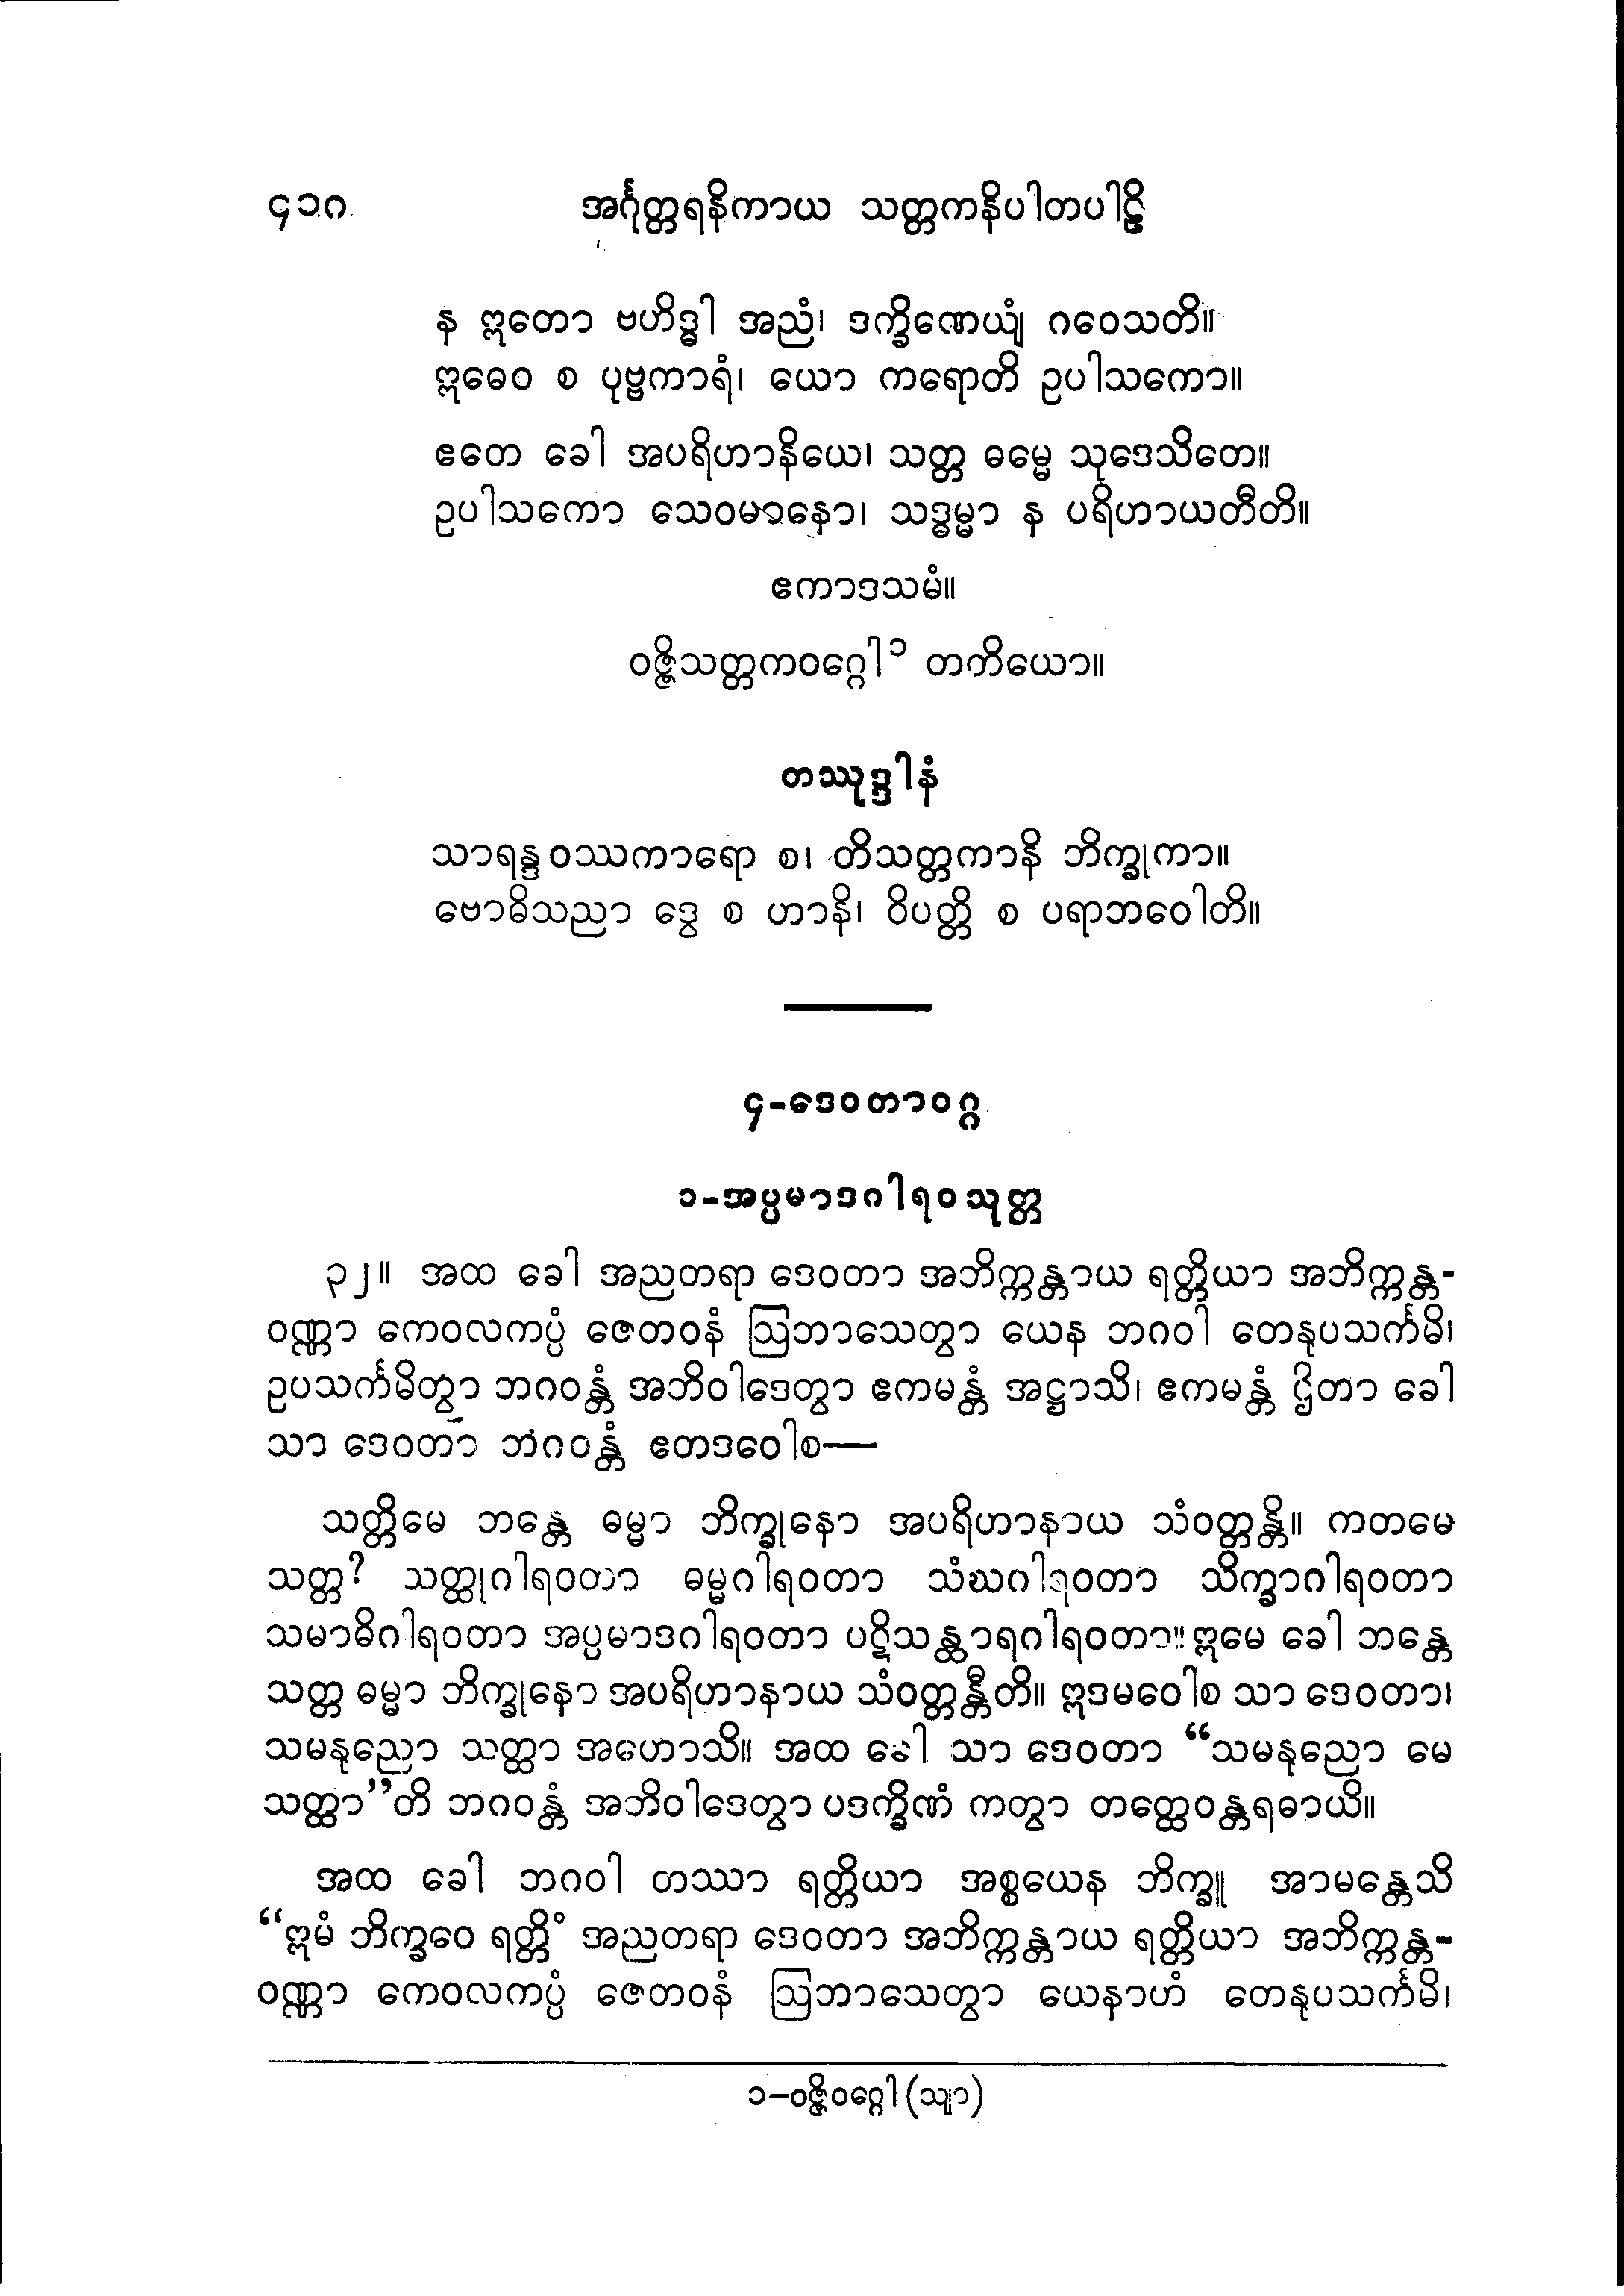 ၄၁၈ အင်္ဂုတ္တရနိကာယ သတ္တကနိပါတပါဠိ
န ဣတော ဗဟိဒ္ဓါ အညံ၊ ဒက္ခိဏေယျံ ဂဝေသတိ။
ဣဓေဝ စ ပုဗ္ဗကာရံ၊ ယော ကရောတိ ဥပါသကော။
ဧတေ ခေါ အပရိဟာနိယေ၊ သတ္တ ဓမ္မေ သုဒေသိတေ။
ဥပါသကော သေဝမာနော၊ သဒ္ဓမ္မာ န ပရိဟာယတီတိ။
ဧကာဒသမံ။
ဝဇ္ဇိသတ္တကဝဂ္ဂေါ ၁ တတိယော။
တဿုဒ္ဒါနံ
သာရန္ဒဝဿကာရော စ၊ တိသတ္တကာနိ ဘိက္ခုကာ။
ဗောဓိသညာ ဒွေ စ ဟာနိ၊ ဝိပတ္တိ စ ပရာဘဝေါတိ။
၄-ဒေဝတာဝဂ္ဂ
၁-အပ္ပမာဒဂါရဝသုတ္တ
၃၂။ အထ ခေါ အညတရာ ဒေဝတာ အဘိက္ကန္တာယ ရတ္တိယာ အဘိက္ကန္တ-
ဝဏ္ဏာ ကေဝလကပ္ပံ ဇေတဝနံ ဩဘာသေတွာ ယေန ဘဂဝါ တေနုပသင်္ကမိ၊
ဥပသင်္ကမိတွာ ဘဂဝန္တံ အဘိဝါဒေတွာ ဧကမန္တံ အဋ္ဌာသိ၊ ဧကမန္တံ ဌိတာ ခေါ
သာ ဒေဝတာ ဘဂဝန္တံ ဧတဒဝေါစ—
သတ္တိမေ ဘန္တေ ဓမ္မာ ဘိက္ခုနော အပရိဟာနာယ သံဝတ္တန္တိ။ ကတမေ
သတ္တ? သတ္ထုဂါရဝတာ ဓမ္မဂါရဝတာ သံဃဂါရဝတာ သိက္ခာဂါရဝတာ
သမာဓိဂါရဝတာ အပ္ပမာဒဂါရဝတာ ပဋိသန္ထာရဂါရဝတာ။ ဣမေ ခေါ ဘန္တေ
သတ္တ ဓမ္မာ ဘိက္ခုနော အပရိဟာနာယ သံဝတ္တန္တီတိ။ ဣဒမဝေါစ သာ ဒေဝတာ၊
သမနုညော သတ္ထာ အဟောသိ။ အထ ခေါ သာ ဒေဝတာ “သမနုညော မေ
သတ္ထာ”တိ ဘဂဝန္တံ အဘိဝါဒေတွာ ပဒက္ခိဏံ ကတွာ တတ္ထေဝန္တရဓာယိ။
အထ ခေါ ဘဂဝါ တဿာ ရတ္တိယာ အစ္စယေန ဘိက္ခူ အာမန္တေသိ
“ဣမံ ဘိက္ခဝေ ရတ္တိံ အညတရာ ဒေဝတာ အဘိက္ကန္တာယ ရတ္တိယာ အဘိက္ကန္တ-
ဝဏ္ဏာ ကေဝလကပ္ပံ ဇေတဝနံ ဩဘာသေတွာ ယေနာဟံ တေနုပသင်္ကမိ၊
၁-ဝဇ္ဇိဝဂ္ဂေါ (သျာ)